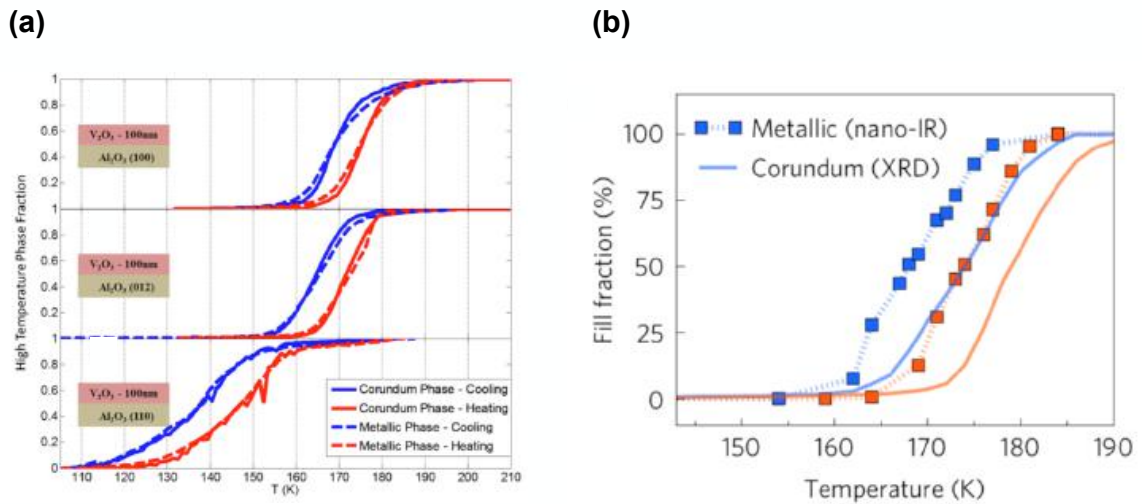 (a)
(b)
High Temperature Phase Fraction
1
0.8
0.6
0.4
0.2
1
0.8
0.6
0.4
0.2
1
0.8
0.6
0.4
0.2
0
V₂O₃ - 100nm
Al₂O₃ (100)
V₂O₃ - 100nm
Al₂O₃ (012)
V₂O₃ - 100nm
Al₂O₃ (110)
Corundum Phase - Cooling
Corundum Phase - Heating
Metallic Phase - Cooling
Metallic Phase - Heating
110 120 130 140 150 160 170 180 190 200 210
T (K)
Fill fraction (%)
100
75
50
25
0
Metallic (nano-IR)
Corundum (XRD)
150 160 170 180 190
Temperature (K)